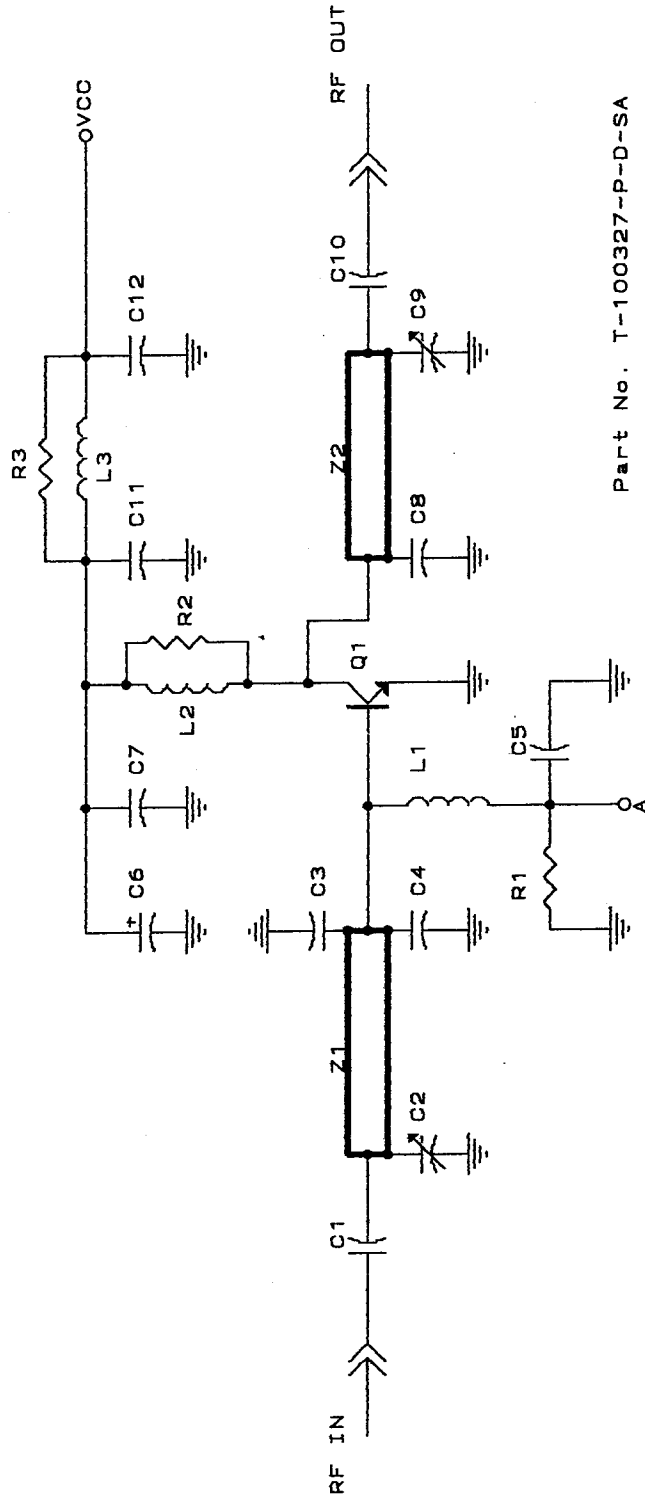 R3
VCC
L3
C11
C12
R2
L2
C7
C6
RF OUT
C10
Z2
C9
C8
Q1
C3
L1
C5
Z1
C4
R1
A
C2
C1
RF IN
Part No. T-100327-P-D-SA